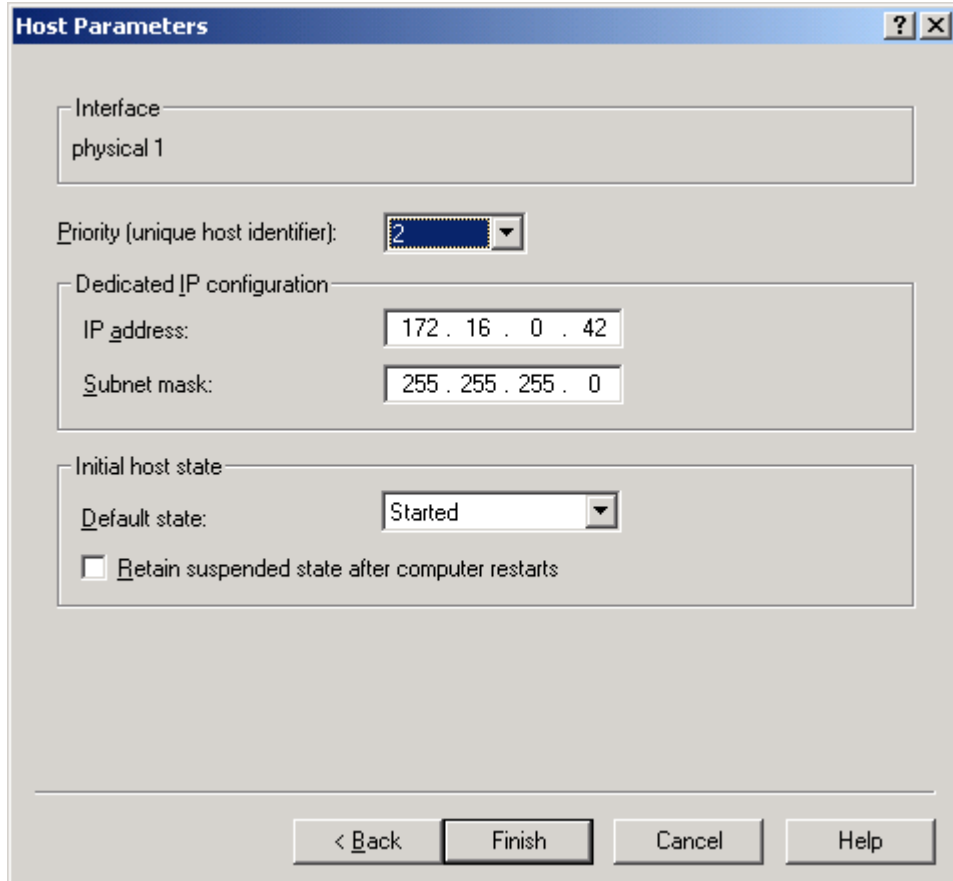 Host Parameters
Interface
physical 1
Priority (unique host identifier): 2
Dedicated IP configuration
IP address: 172 . 16 . 0 . 42
Subnet mask: 255 . 255 . 255 . 0
Initial host state
Default state: Started
Retain suspended state after computer restarts
< Back Finish Cancel Help